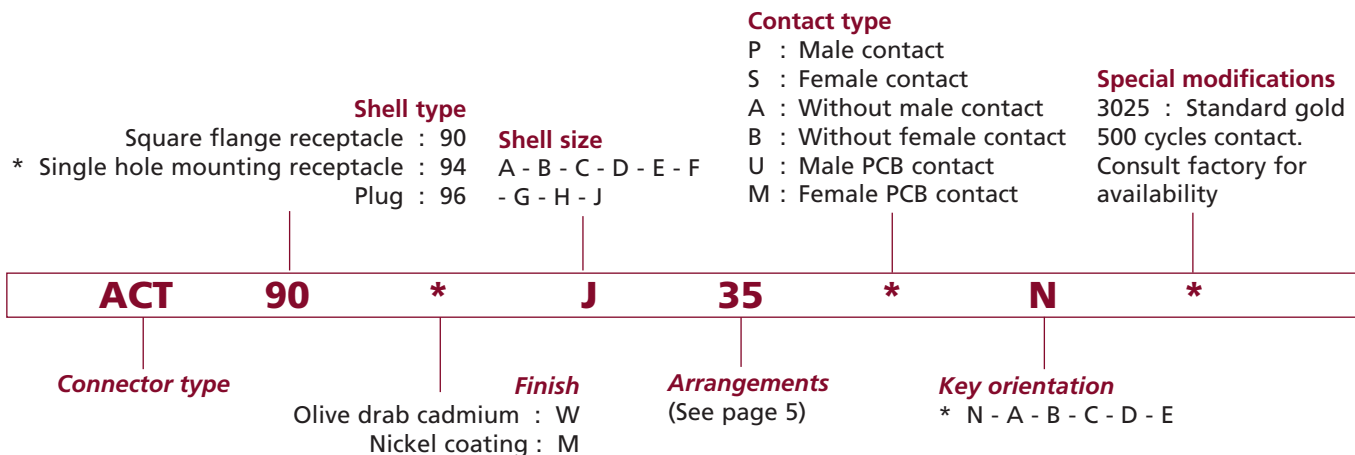 Contact type
P : Male contact
S : Female contact
A : Without male contact
B : Without female contact
U : Male PCB contact
M : Female PCB contact
Special modifications
3025 : Standard gold
500 cycles contact.
Consult factory for
availability
Shell type
Square flange receptacle : 90
* Single hole mounting receptacle : 94
Plug : 96
Shell size
A - B - C - D - E - F
- G - H - J
ACT 90 * J 35 * N *
Connector type
Finish
Olive drab cadmium : W
Nickel coating : M
Arrangements
(See page 5)
Key orientation
* N - A - B - C - D - E